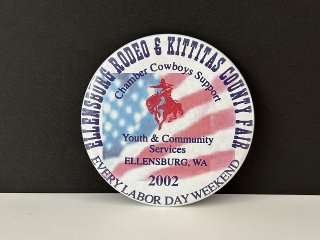 ELLENSBURG RODEO & KITTITAS COUNTY FAIR
Chamber Cowboys Support
Youth & Community
Services
ELLENSBURG, WA
2002
EVERY LABOR DAY WEEKEND